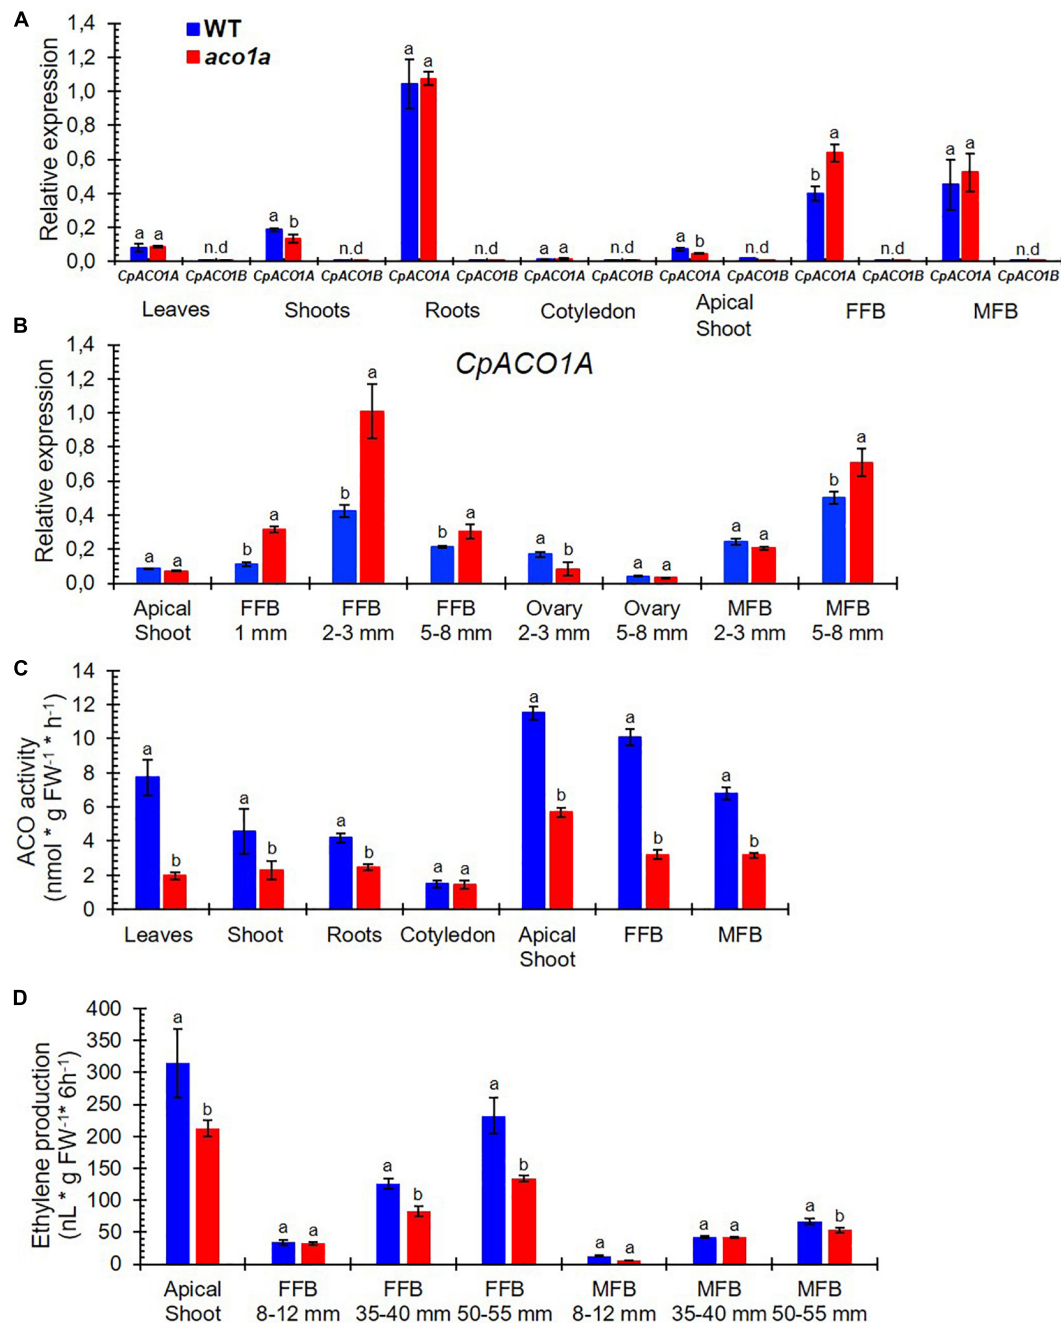 A
WT
aco1a
Relative expression
1,4
1,2
1,0
0,8
0,6
0,4
0,2
0,0
a a n.d a b n.d a a n.d a a n.d a b n.d b a n.d a a n.d
CpACO1A CpACO1B CpACO1A CpACO1B CpACO1A CpACO1B CpACO1A CpACO1B CpACO1A CpACO1B CpACO1A CpACO1B CpACO1A CpACO1B
Leaves Shoots Roots Cotyledon Apical Shoot FFB MFB
B
CpACO1A
Relative expression
1,4
1,2
1,0
0,8
0,6
0,4
0,2
0,0
a a b a b a b a a b a a a a b a
Apical FFB FFB FFB Ovary Ovary MFB MFB
Shoot 1 mm 2-3 mm 5-8 mm 2-3 mm 5-8 mm 2-3 mm 5-8 mm
C
ACO activity
(nmol * g FW⁻¹ * h⁻¹)
14
12
10
8
6
4
2
0
a b a b a b a a a b a b a b
Leaves Shoot Roots Cotyledon Apical FFB MFB
Shoot
D
Ethylene production
(nL * g FW⁻¹* 6h⁻¹)
400
350
300
250
200
150
100
50
0
a b a a a b a b a a a a a b
Apical FFB FFB FFB MFB MFB MFB
Shoot 8-12 mm 35-40 mm 50-55 mm 8-12 mm 35-40 mm 50-55 mm